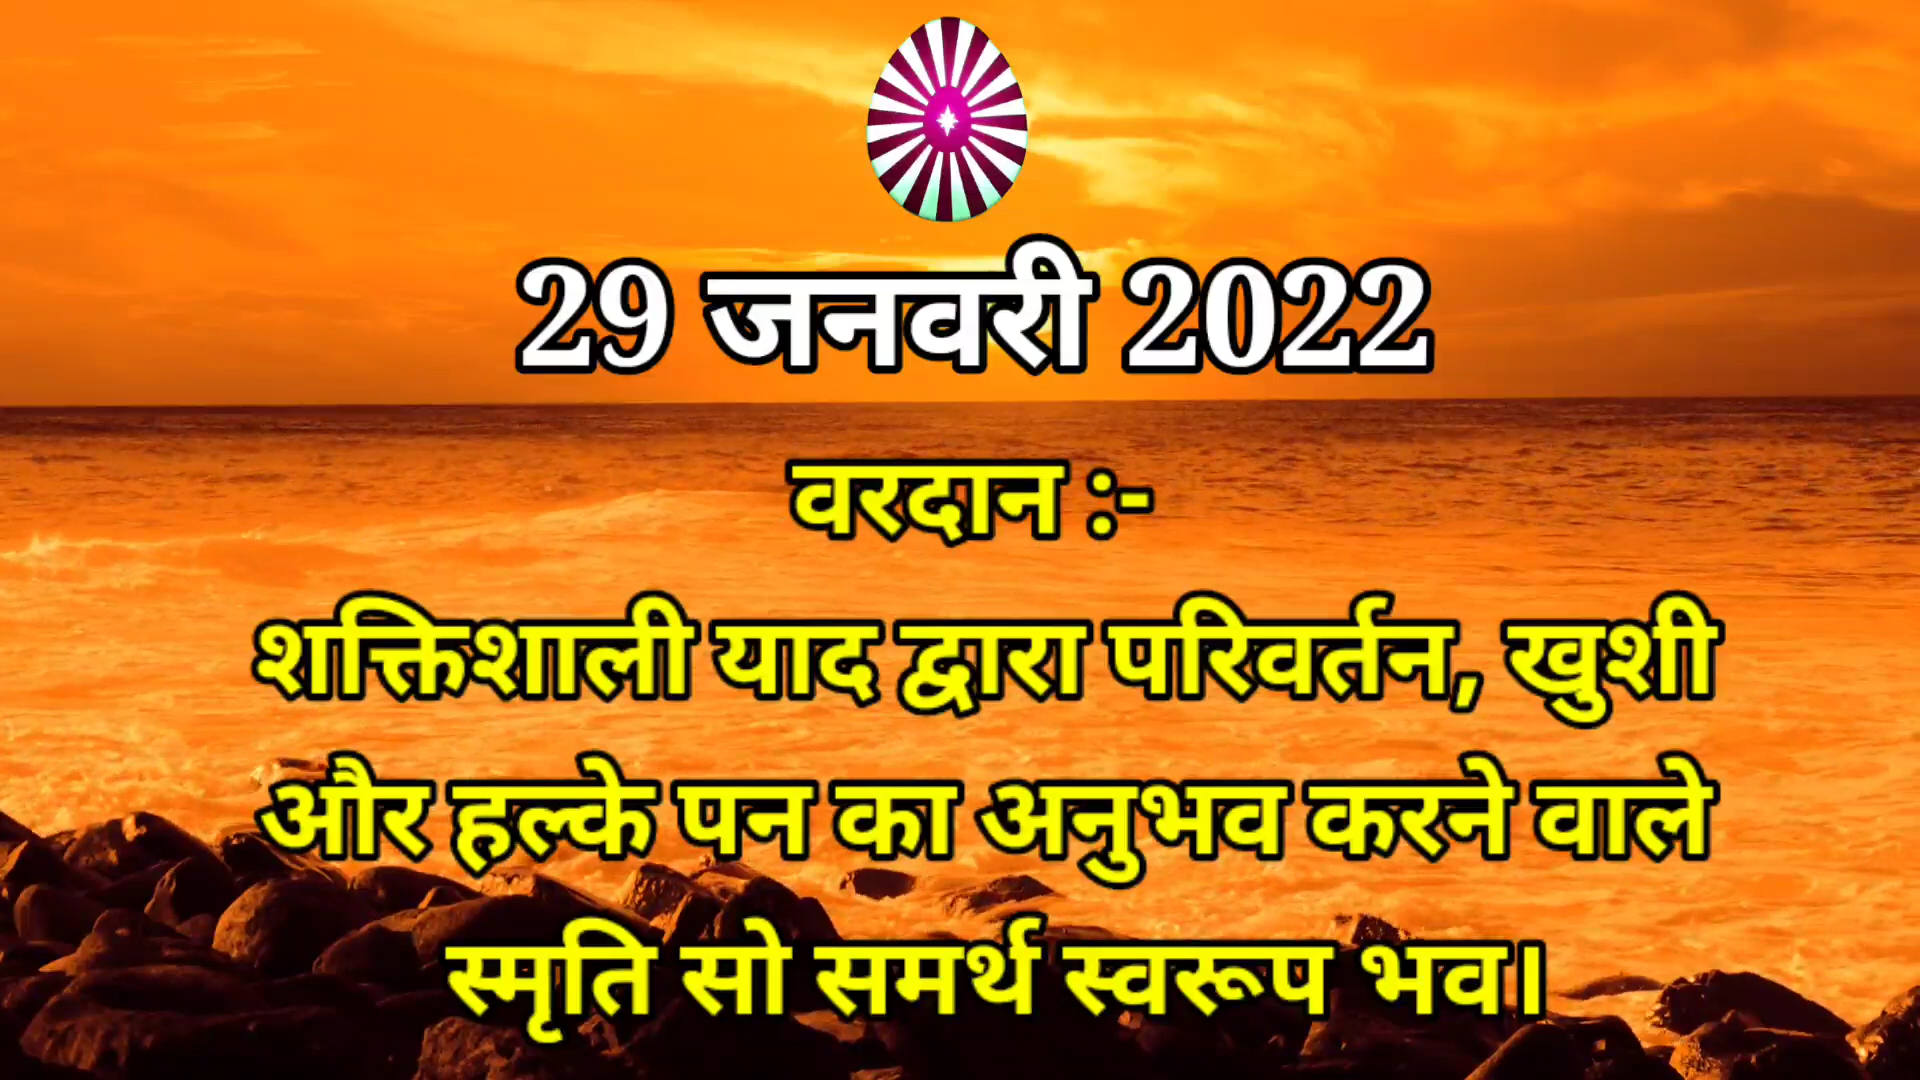 29 जनवरी 2022
वरदान :-
शक्तिशाली याद द्वारा परिवर्तन, खुशी
और हल्के पन का अनुभव करने वाले
स्मृति सो समर्थ स्वरूप भव।